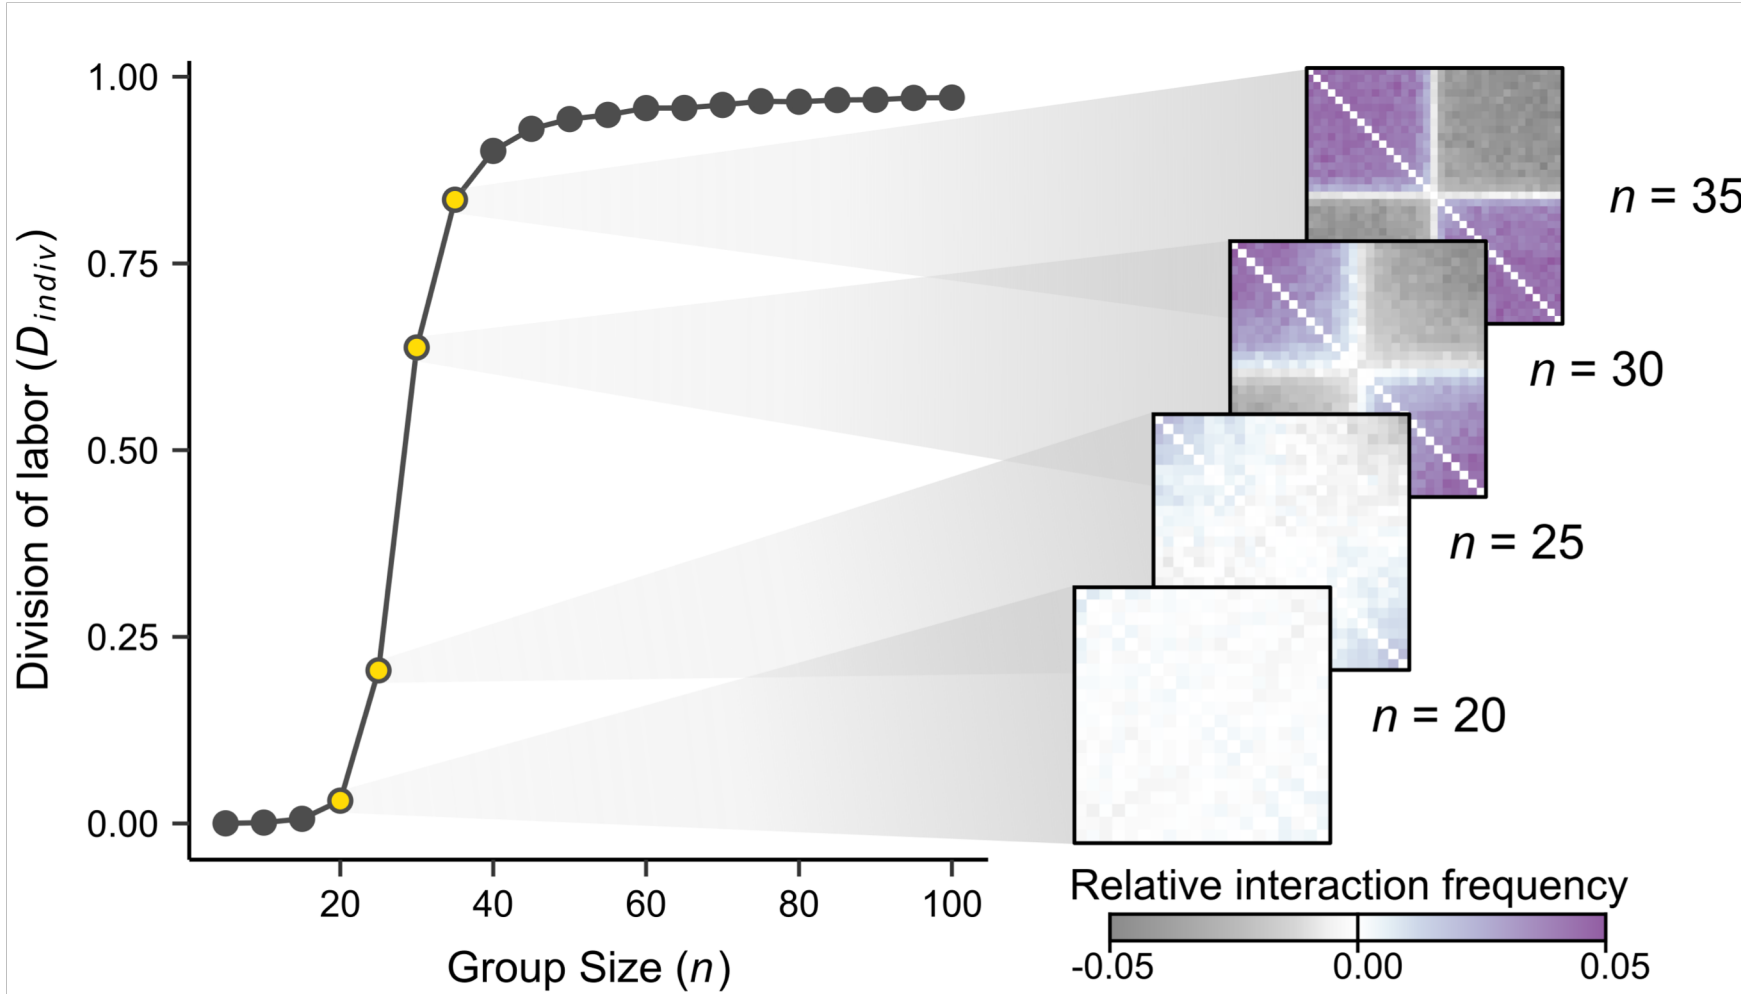 1.00
0.75
0.50
0.25
0.00
Division of labor (D_indiv)
20 40 60 80 100
Group Size (n)
n = 35
n = 30
n = 25
n = 20
Relative interaction frequency
-0.05 0.00 0.05